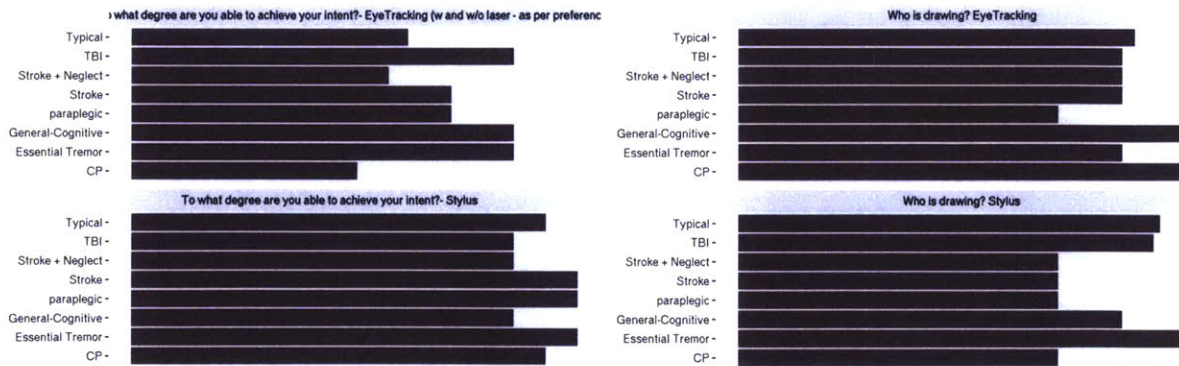 what degree are you able to achieve your intent?- EyeTracking (w and w/o laser - as per preferenc
Typical -
TBI -
Stroke + Neglect -
Stroke -
paraplegic -
General-Cognitive -
Essential Tremor -
CP -
To what degree are you able to achieve your intent?- Stylus
Typical -
TBI -
Stroke + Neglect -
Stroke -
paraplegic -
General-Cognitive -
Essential Tremor -
CP -
Who is drawing? EyeTracking
Typical -
TBI -
Stroke + Neglect -
Stroke -
paraplegic -
General-Cognitive -
Essential Tremor -
CP -
Who is drawing? Stylus
Typical -
TBI -
Stroke + Neglect -
Stroke -
paraplegic -
General-Cognitive -
Essential Tremor -
CP -